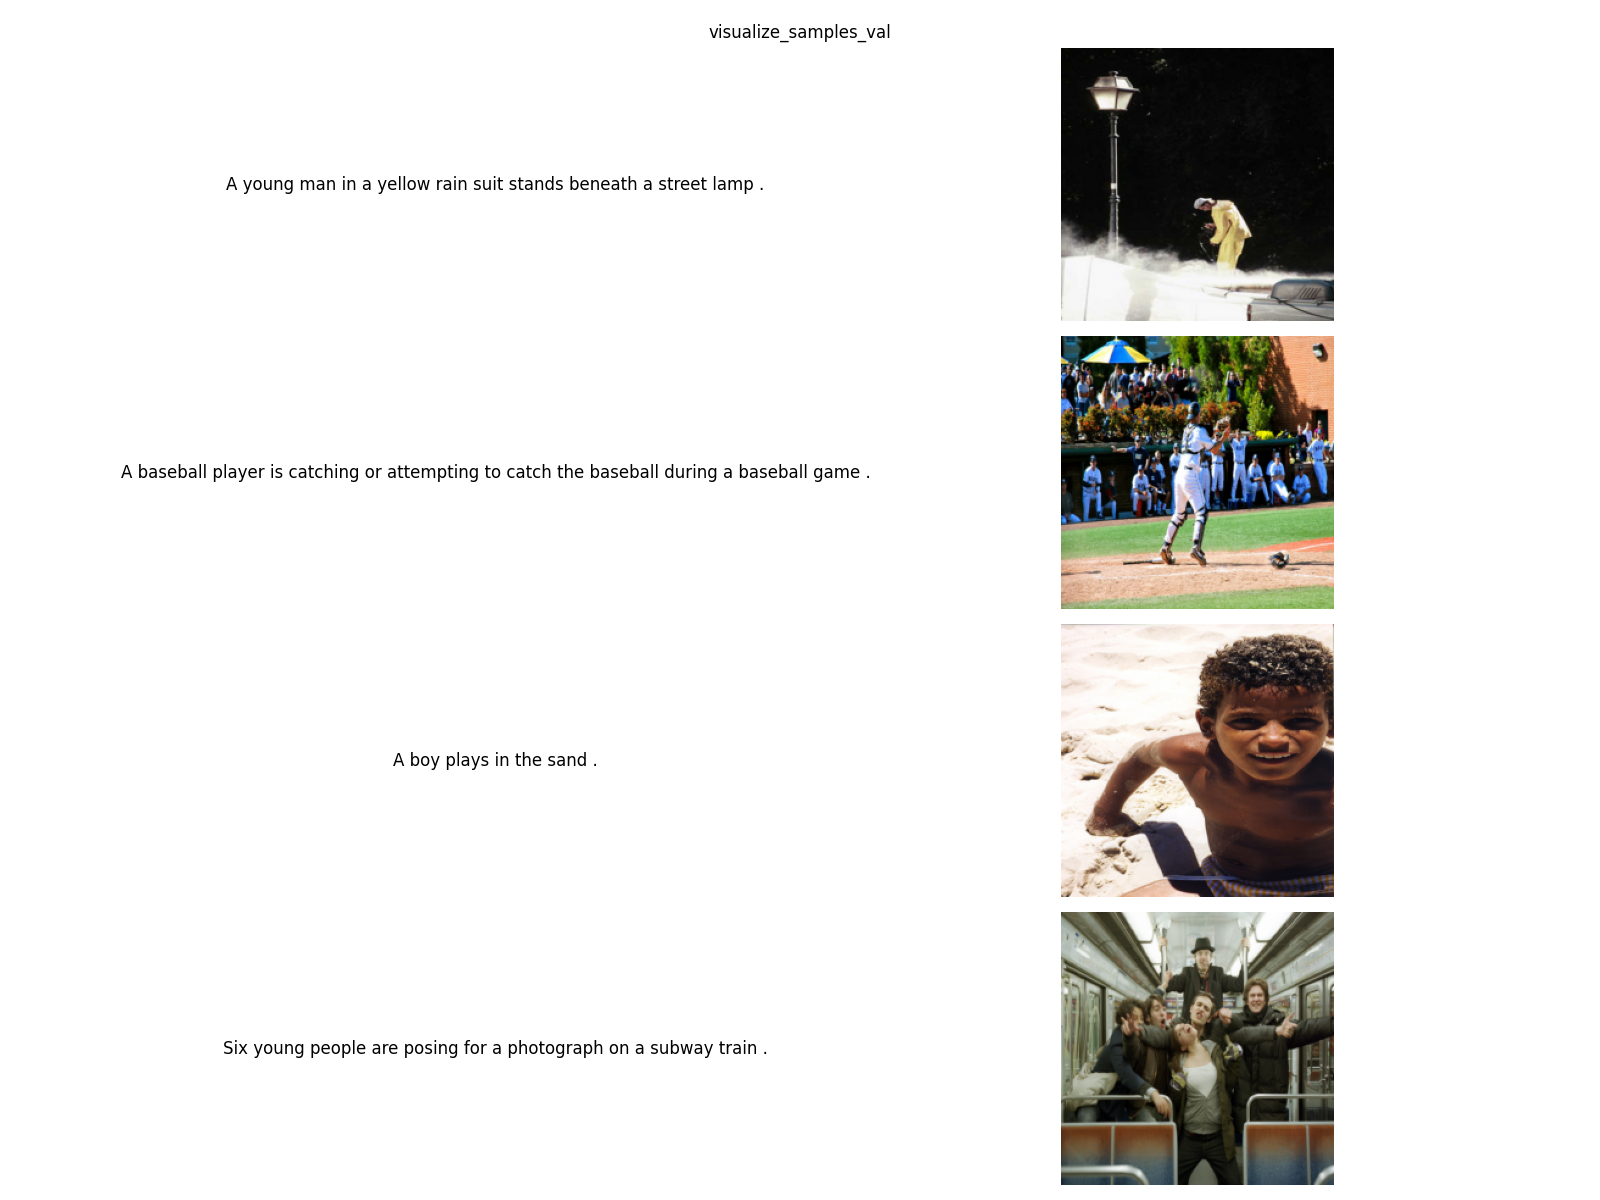 visualize_samples_val
A young man in a yellow rain suit stands beneath a street lamp .
A baseball player is catching or attempting to catch the baseball during a baseball game .
A boy plays in the sand .
Six young people are posing for a photograph on a subway train .